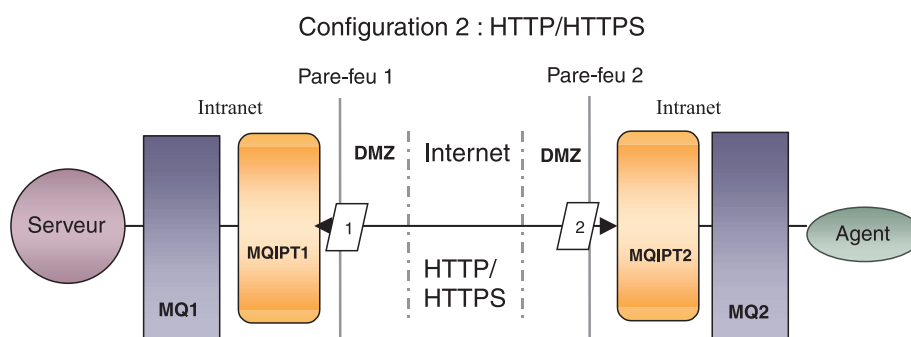 Configuration 2 : HTTP/HTTPS
Pare-feu 1
Pare-feu 2
Intranet
Intranet
DMZ
Internet
DMZ
Serveur
MQ1
MQIPT1
1
2
MQIPT2
MQ2
Agent
HTTP/
HTTPS